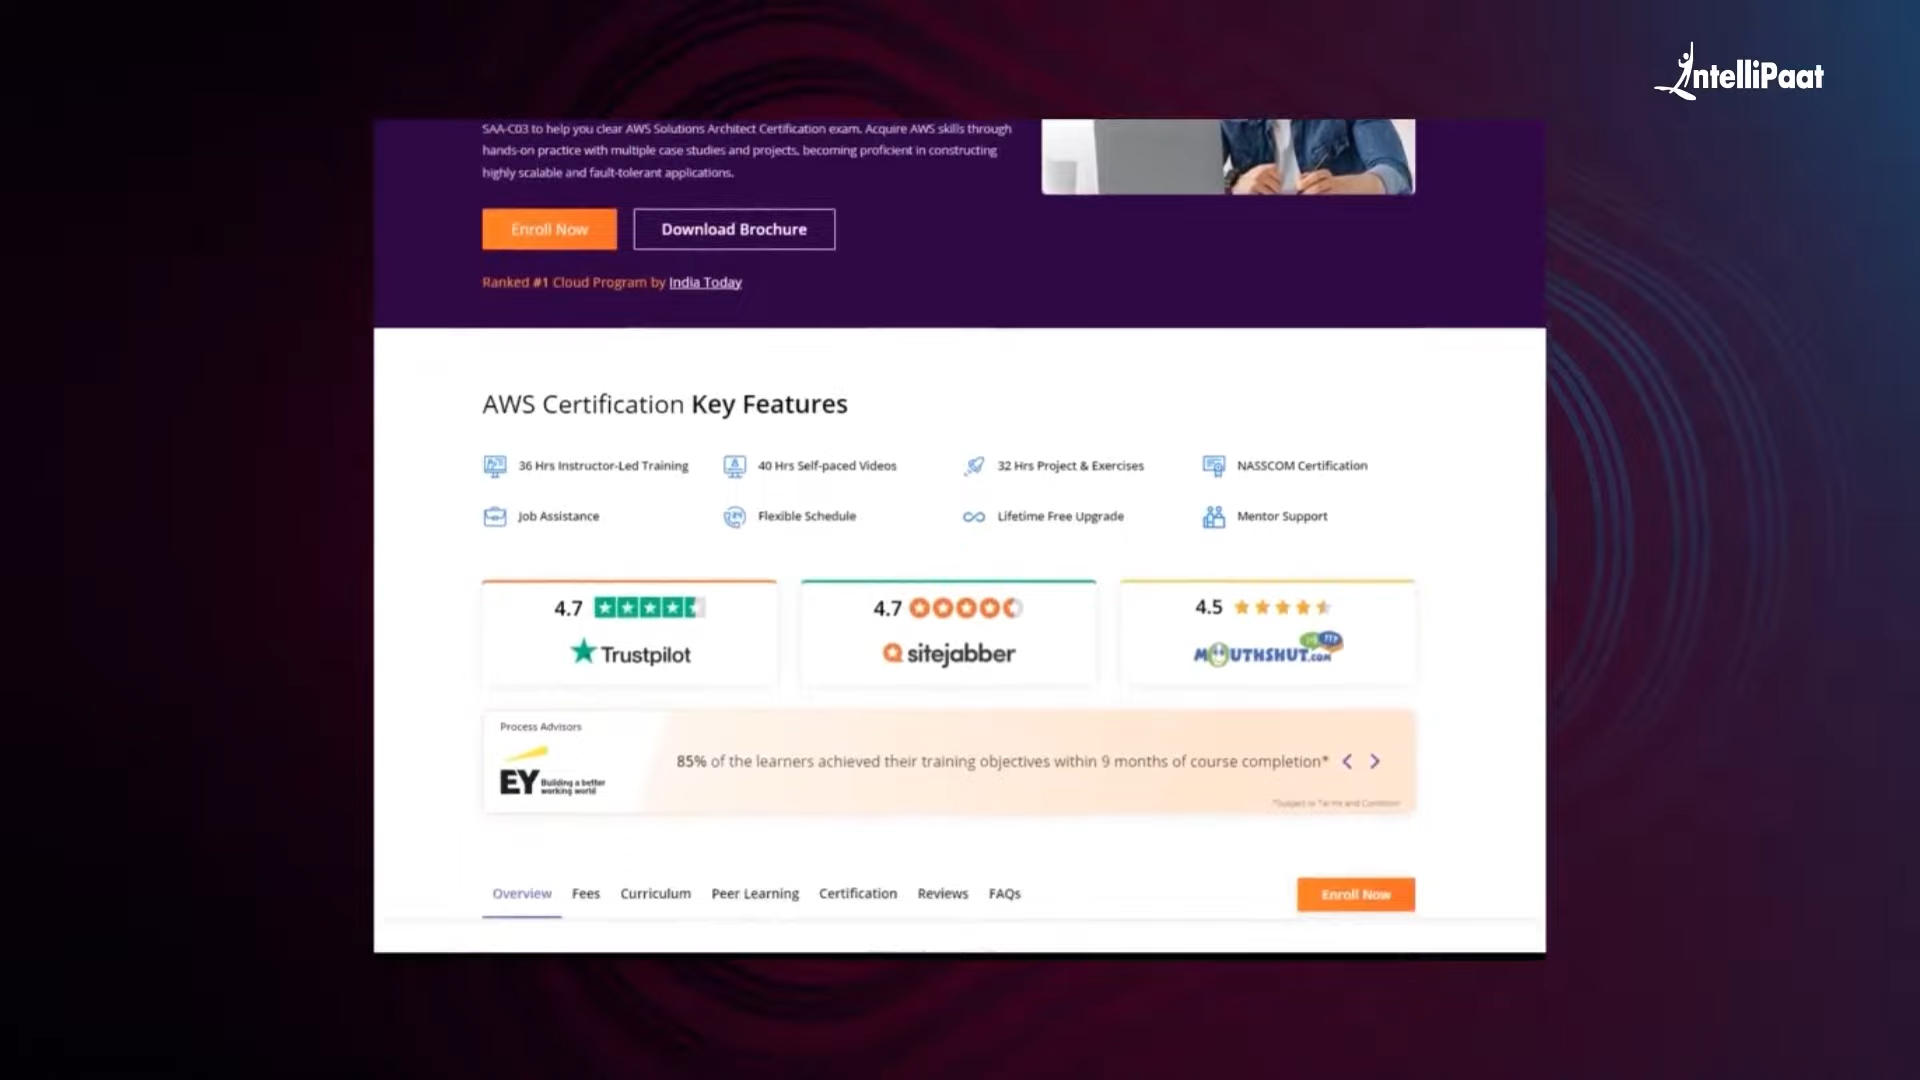 IntelliPaat
SAA-C03 to help you clear AWS Solutions Architect Certification exam. Acquire AWS skills through
hands-on practice with multiple case studies and projects, becoming proficient in constructing
highly scalable and fault-tolerant applications.
Enroll Now
Download Brochure
Ranked #1 Cloud Program by India Today
AWS Certification Key Features
36 Hrs Instructor-Led Training
40 Hrs Self-paced Videos
32 Hrs Project & Exercises
NASSCOM Certification
Job Assistance
Flexible Schedule
Lifetime Free Upgrade
Mentor Support
4.7
Trustpilot
4.7
sitejabber
4.5
MOUTHSHUT.COM
Process Advisors
EY Building a better
working world
85% of the learners achieved their training objectives within 9 months of course completion*
*Subject to Terms and Condition
Overview
Fees
Curriculum
Peer Learning
Certification
Reviews
FAQs
Enroll Now